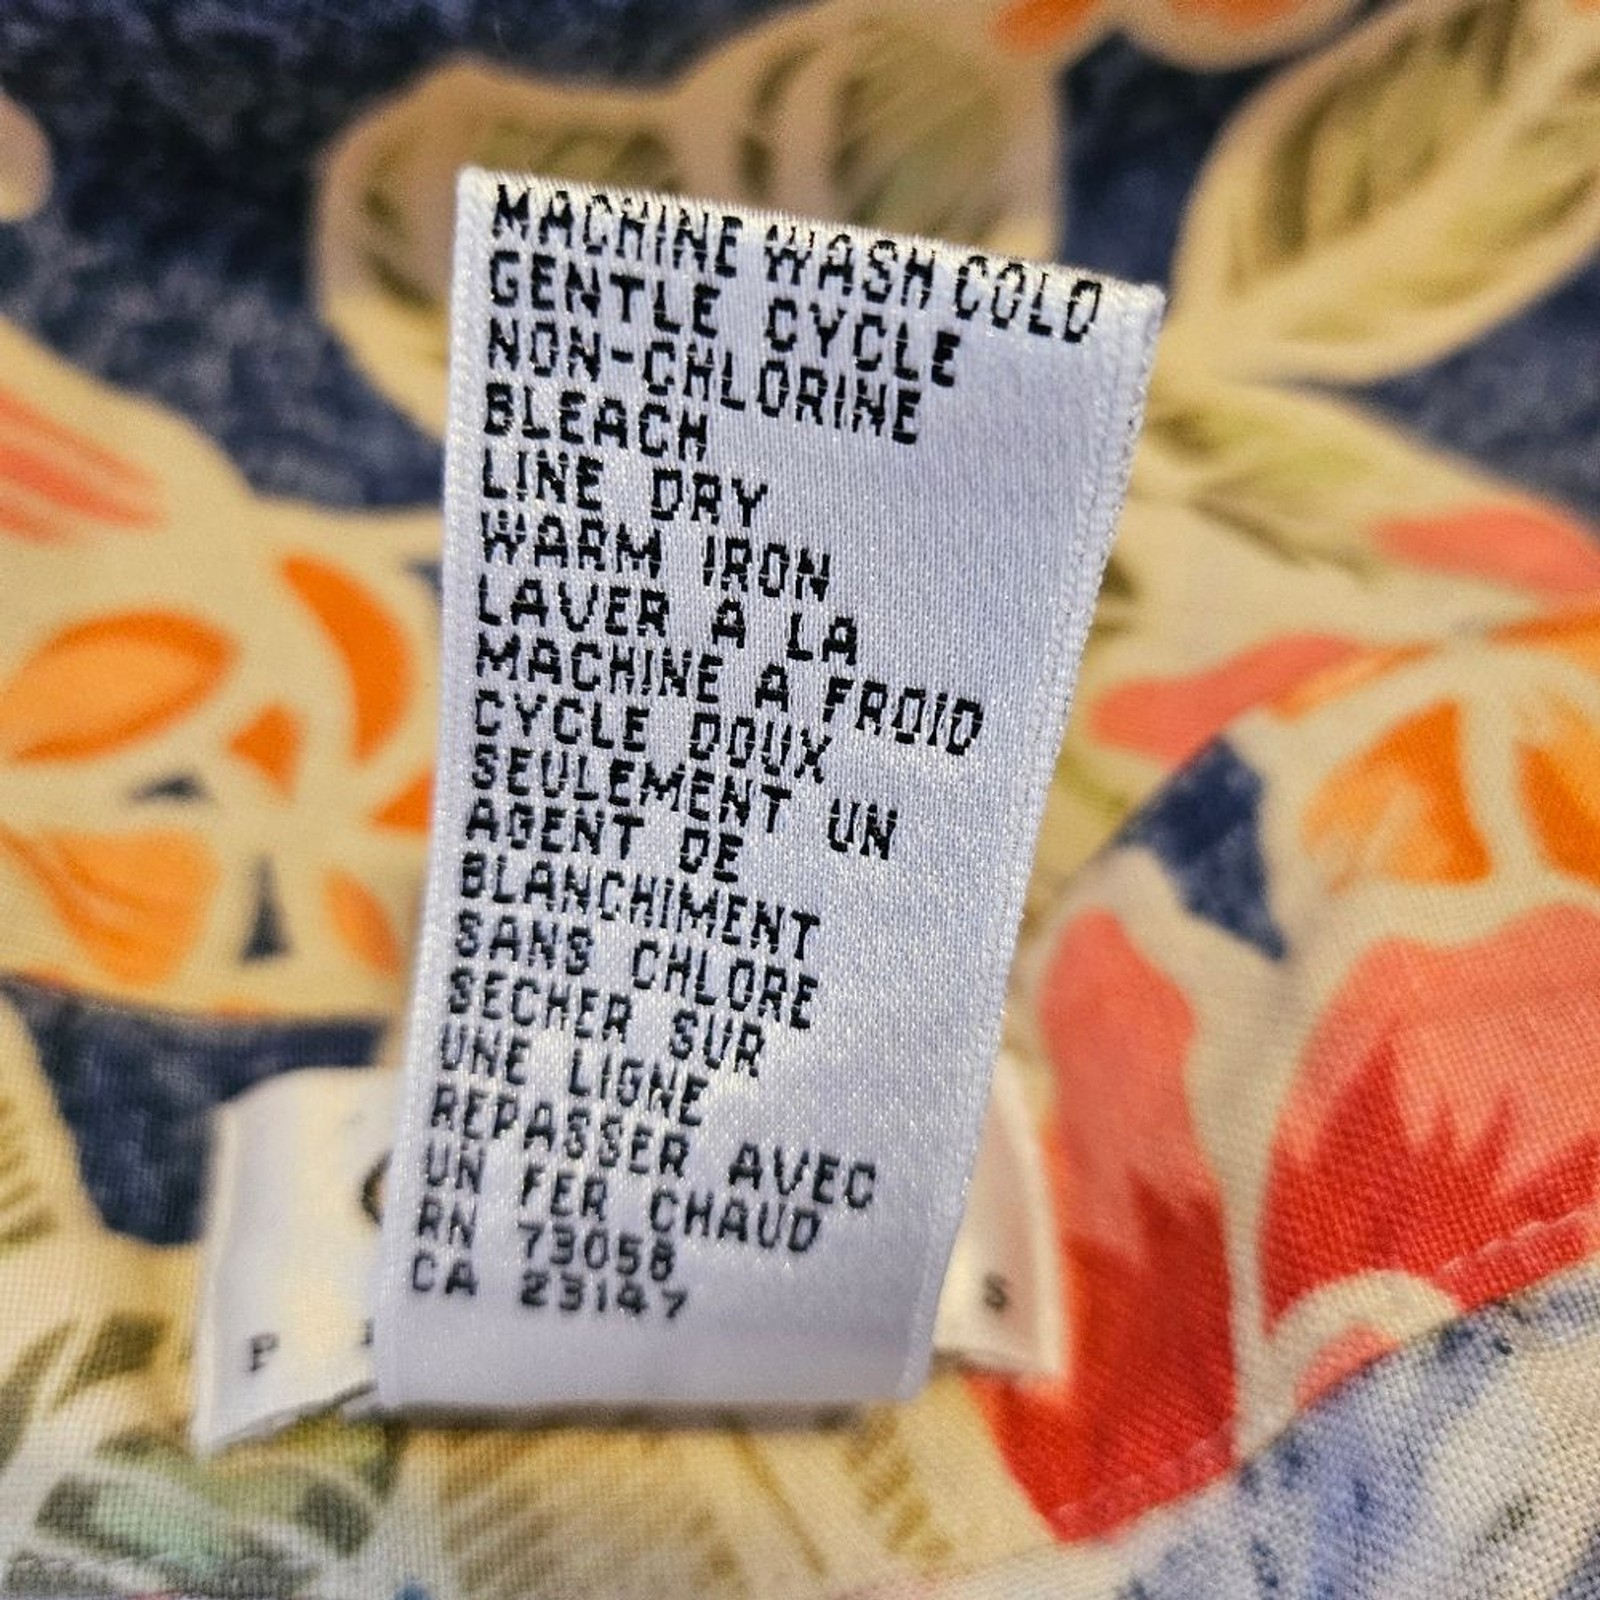 MACHINE WASH COLD
GENTLE CYCLE
NON-CHLORINE
BLEACH
LINE DRY
WARM IRON
LAVER A LA
MACHINE A FROID
CYCLE DOUX
SEULEMENT UN
AGENT DE
BLANCHIMENT
SANS CHLORE
SECHER SUR
UNE LIGNE
REPASSER AVEC
UN FER CHAUD
RN 73058
CA 23147